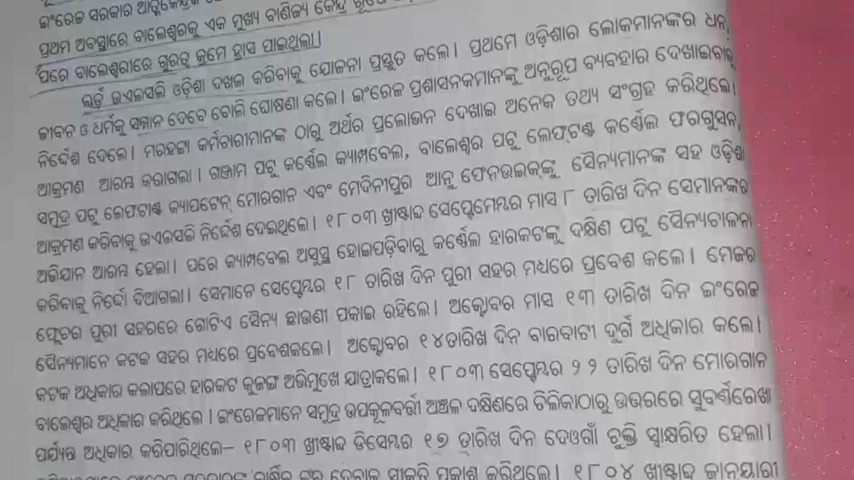 ଇଂରେଜ ସରକାର
ପ୍ରଥମ ଅବସ୍ଥାରେ ବାଲେଶ୍ୱରକୁ ଏକ ମୁଖ୍ୟ ବାଣିଜ୍ୟ କେନ୍ଦ୍ର
ପରେ ବାଲେଶ୍ୱରୀରେ ଗୁରୁତ୍ୱ କ୍ରମେ ହ୍ରାସ ପାଇଥିଲା।
ଲର୍ଡ଼ ଓଏଲସଲି ଓଡ଼ିଶା ଦଖଲ କରିବାକୁ ଯୋଜନା ପ୍ରସ୍ତୁତ କଲେ। ପ୍ରଥମେ ଓଡ଼ିଶାର ଲୋକମାନଙ୍କର ଧନ,
ଜୀବନ ଓ ଧର୍ମକୁ ସମ୍ମାନ ଦେବେ ବୋଲି ଘୋଷଣା କଲେ। ଇଂରେଜ ପ୍ରଶାସନକମାନଙ୍କୁ ଅନୁରୂପ ବ୍ୟବହାର ଦେଖାଇବାକୁ
ନିର୍ଦ୍ଦେଶ ଦେଲେ। ମରହଟ୍ଟା କର୍ମଚାରୀମାନଙ୍କ ଠାରୁ ଅର୍ଥର ପ୍ରଲୋଭନ ଦେଖାଇ ଅନେକ ତଥ୍ୟ ସଂଗ୍ରହ କରିଥିଲେ।
ଆକ୍ରମଣ ଆରମ୍ଭ କରାଗଲା। ଗଞ୍ଜାମ ପଟୁ କର୍ଣ୍ଣେଲ କ୍ୟାମ୍ପବେଲ, ବାଲେଶ୍ୱର ପଟୁ ଲେଫ୍‌ଟଣ୍ଟ କର୍ଣ୍ଣେଲ ଫରଗୁସନ,
ସମୁଦ୍ର ପଟୁ ଲେଫଟାଣ୍ଟ କ୍ୟାପଟେନ୍ ମୋରଗାନ ଏବଂ ମେଦିନୀପୁର ଆନୁ ଫେନଉଇକ୍‌ଙ୍କୁ ସୈନ୍ୟମାନଙ୍କ ସହ ଓଡ଼ିଶା
ଆକ୍ରମଣ କରିବାକୁ ଓଏଲସଲି ନିର୍ଦ୍ଦେଶ ଦେଇଥିଲେ। ୧୮୦୩ ଖ୍ରୀଷ୍ଟାବ୍ଦ ସେପ୍ଟେମେମ୍ବର ମାସ ୮ ତାରିଖ ଦିନ ସେମାନଙ୍କର
ଅଭିଯାନ ଆରମ୍ଭ ହେଲା। ପରେ କ୍ୟାମ୍ପବେଲ ଅସୁସ୍ଥ ହୋଇପଡ଼ିବାରୁ କର୍ଣ୍ଣେଲ ହାରକଟଙ୍କୁ ଦକ୍ଷିଣ ପଟୁ ସୈନ୍ୟଚାଳନା
କରିବାକୁ ନିର୍ଦ୍ଦୋ ଦିଆଗଲା। ସେମାନେ ସେପ୍ଟେମ୍ବର ୧୮ ତାରିଖ ଦିନ ପୁରୀ ସହର ମଧ୍ୟରେ ପ୍ରବେଶ କଲେ। ମେଜର
ଫ୍ଲେଚର ପୁରୀ ସହରରେ ଗୋଟିଏ ସୈନ୍ୟ ଛାଉଣୀ ପକାଇ ରହିଲେ। ଅକ୍ଟୋବର ମାସ ୧୩ ତାରିଖ ଦିନ ଇଂରେଜ
ସୈନ୍ୟମାନେ କଟକ ସହର ମଧ୍ୟରେ ପ୍ରବେଶକଲେ। ଅକ୍ଟୋବର ୧୪ତାରିଖ ଦିନ ବାରବାଟୀ ଦୁର୍ଗ ଅଧିକାର କଲେ।
କଟକ ଅଧିକାର କଲାପରେ ହାରକଟ କୁଜଙ୍ଗ ଅଭିମୁଖେ ଯାତ୍ରାକଲେ। ୧୮୦୩ ସେପ୍ଟେମ୍ବର ୨୨ ତାରିଖ ଦିନ ମୋରଗାନ
ବାଲେଶ୍ୱର ଅଧିକାର କରିଥିଲେ। ଇଂରେଜମାନେ ସମୁଦ୍ର ଉପକୂଳବର୍ତ୍ତୀ ଅଞ୍ଚଳ ଦକ୍ଷିଣରେ ଚିଲିକାଠାରୁ ଉତ୍ତରରେ ସୁବର୍ଣ୍ଣରେଖା
ପର୍ଯ୍ୟନ୍ତ ଅଧିକାର କରିପାରିଥିଲେ– ୧୮୦୩ ଖ୍ରୀଷ୍ଟାବ୍ଦ ଡିସେମ୍ବର ୧୭ ତାରିଖ ଦିନ ଦେଓଗାଁ ଚୁକ୍ତି ସ୍ୱାକ୍ଷରିତ ହେଲା।
ସ୍ୱୀକୃତି ପ୍ରକାଶ କରିଥିଲେ। ୧୮୦୪ ଖ୍ରୀଷ୍ଟାବ୍ଦ ଜାନୁୟାରୀ